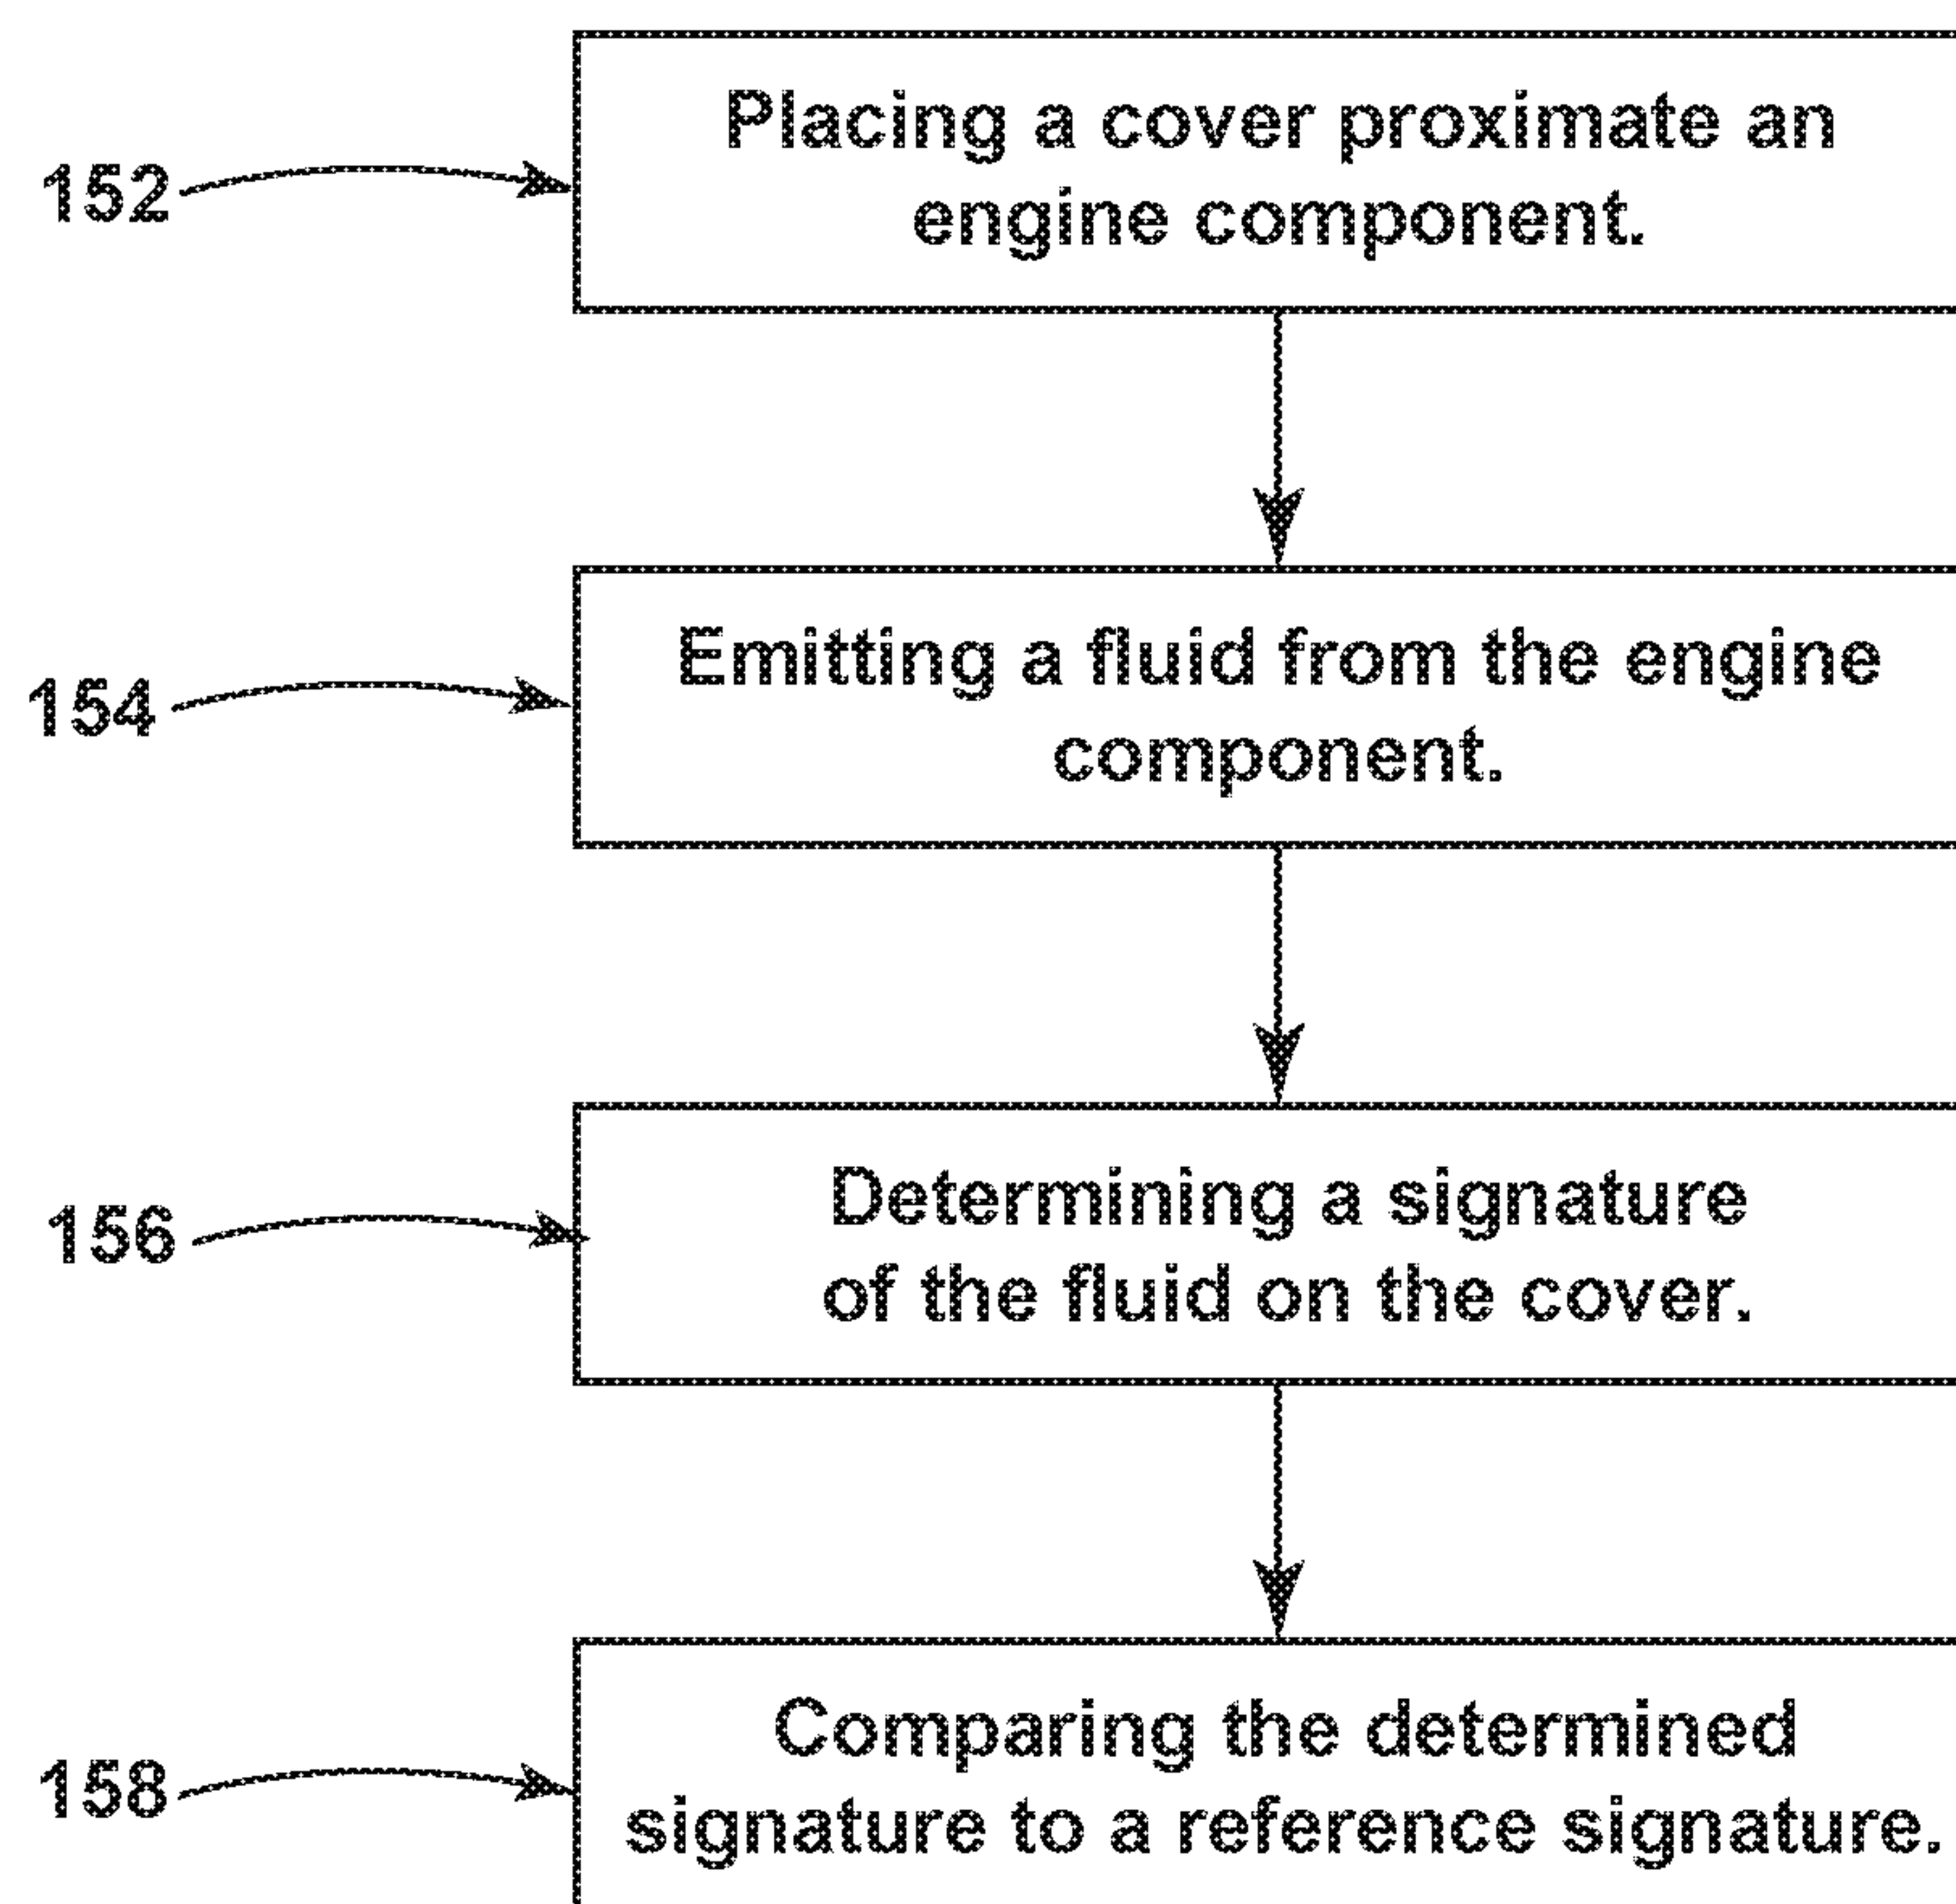 Placing a cover proximate an
152
engine component.
Emitting a fluid from the engine
154
component.
Determining a signature
156
of the fluid on the cover.
Comparing the determined
158
signature to a reference signature.